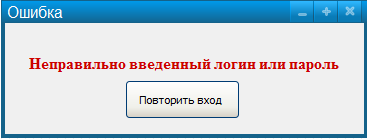 Ошибка
Неправильно введенный логин или пароль
Повторить вход